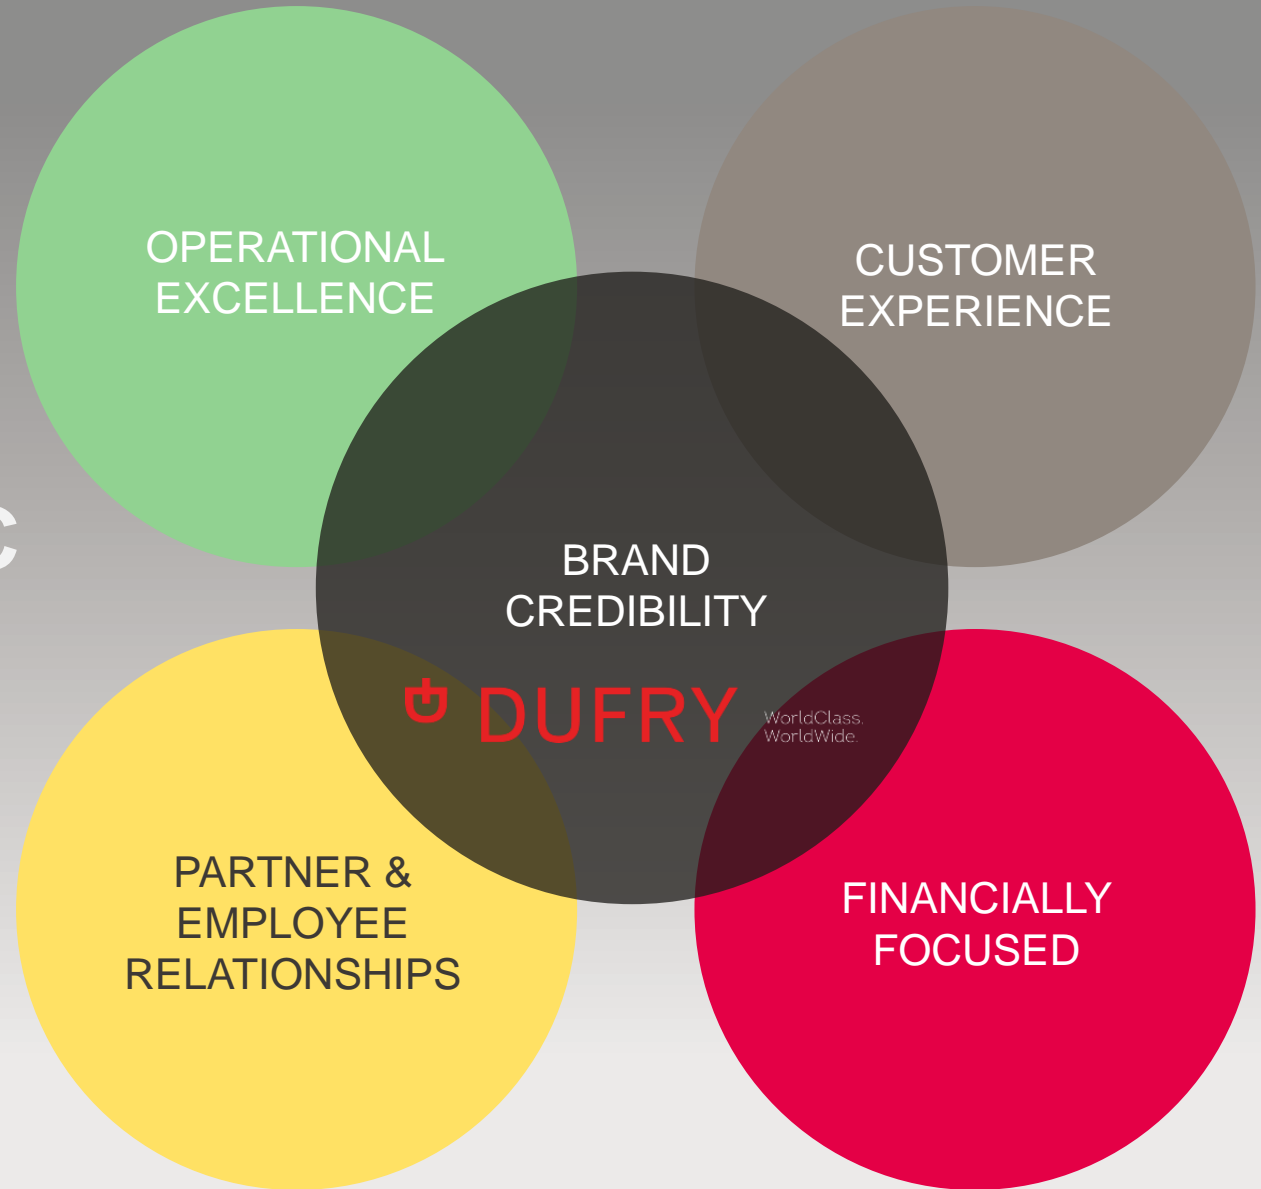 OPERATIONAL
EXCELLENCE
CUSTOMER
EXPERIENCE
BRAND
CREDIBILITY
DUFRY
WorldClass.
WorldWide.
PARTNER &
EMPLOYEE
RELATIONSHIPS
FINANCIALLY
FOCUSED